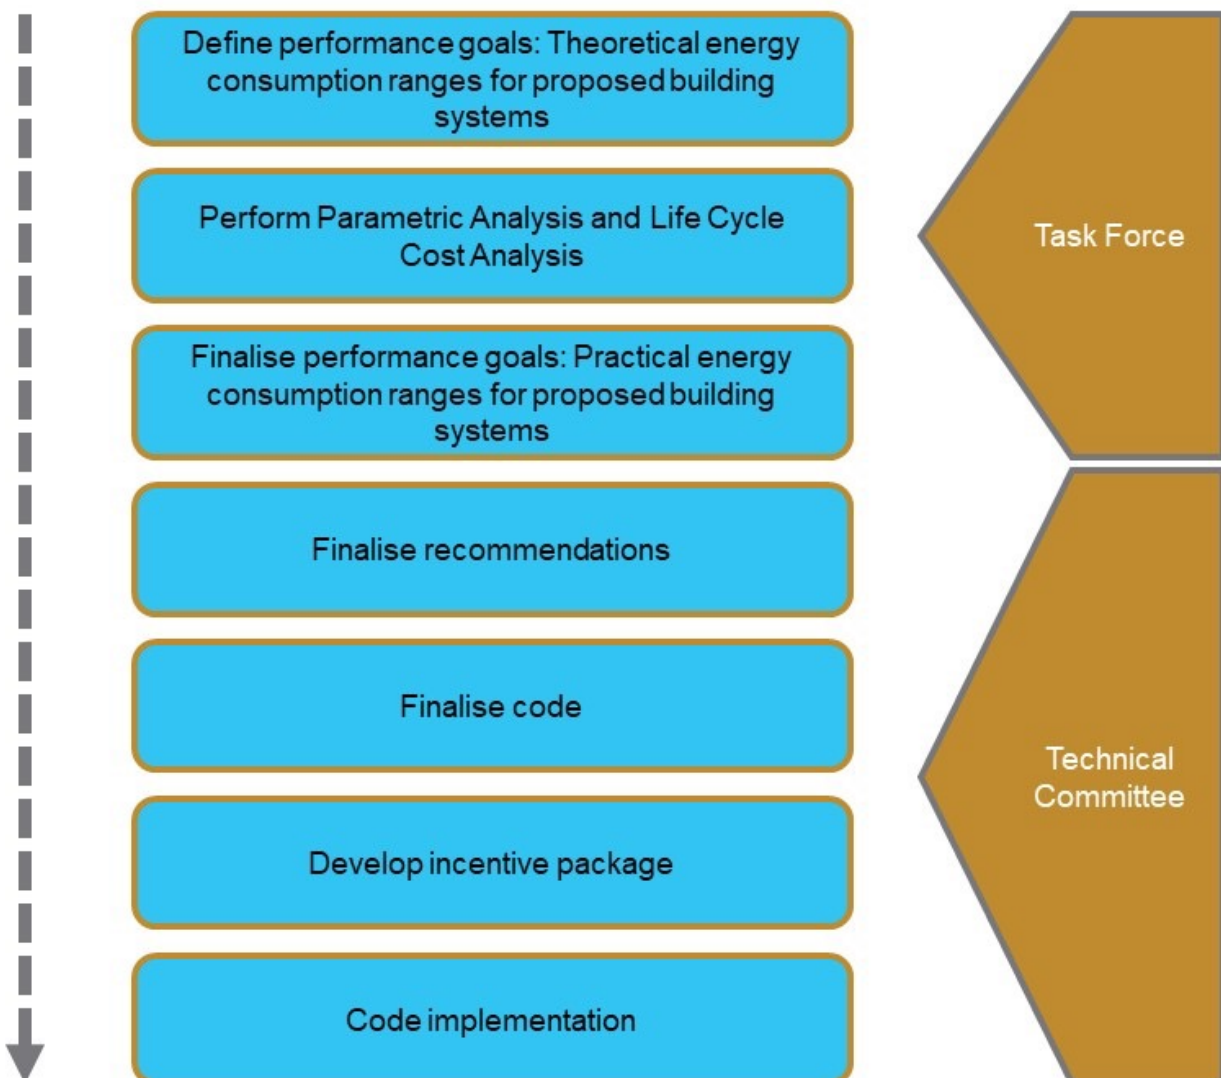 Define performance goals: Theoretical energy
consumption ranges for proposed building
systems
Perform Parametric Analysis and Life Cycle
Cost Analysis
Finalise performance goals: Practical energy
consumption ranges for proposed building
systems
Finalise recommendations
Finalise code
Develop incentive package
Code implementation
Task Force
Technical
Committee